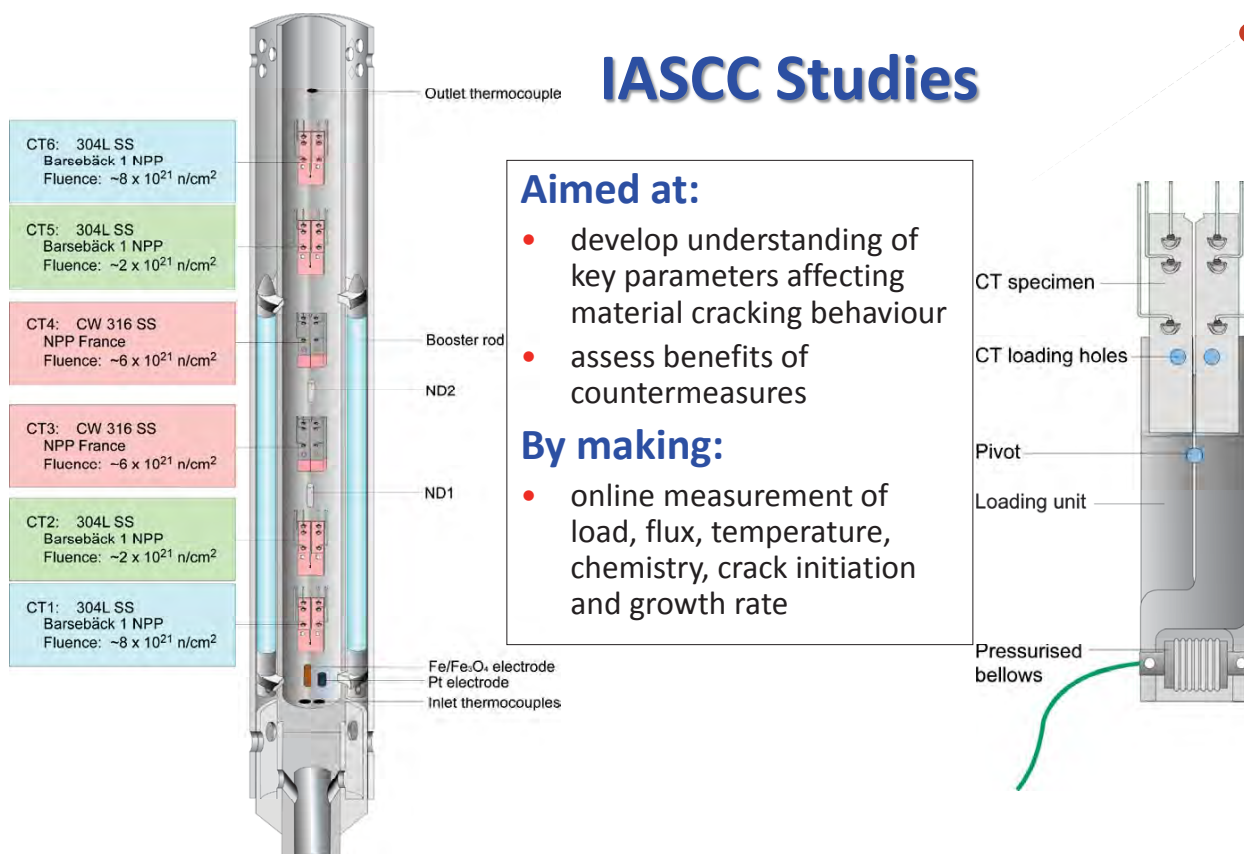 IASCC Studies
Outlet thermocouple
CT6: 304L SS
Barsebäck 1 NPP
Fluence: ~8 x 10²¹ n/cm²
CT5: 304L SS
Barsebäck 1 NPP
Fluence: ~2 x 10²¹ n/cm²
CT4: CW 316 SS
NPP France
Fluence: ~6 x 10²¹ n/cm²
CT3: CW 316 SS
NPP France
Fluence: ~6 x 10²¹ n/cm²
CT2: 304L SS
Barsebäck 1 NPP
Fluence: ~2 x 10²¹ n/cm²
CT1: 304L SS
Barsebäck 1 NPP
Fluence: ~8 x 10²¹ n/cm²
Booster rod
ND2
ND1
Fe/Fe₃O₄ electrode
Pt electrode
Inlet thermocouples
Aimed at:
• develop understanding of
key parameters affecting
material cracking behaviour
• assess benefits of
countermeasures
By making:
• online measurement of
load, flux, temperature,
chemistry, crack initiation
and growth rate
CT specimen
CT loading holes
Pivot
Loading unit
Pressurised
bellows